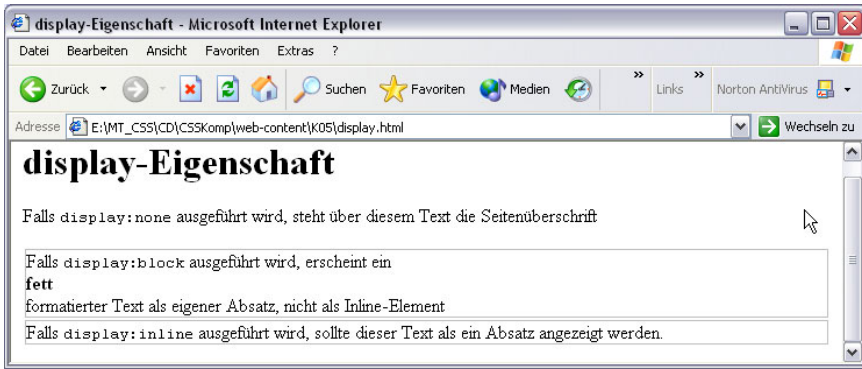 display-Eigenschaft - Microsoft Internet Explorer
Datei Bearbeiten Ansicht Favoriten Extras ?
Zurück Suchen Favoriten Medien » Links » Norton AntiVirus
Adresse E:\MT_CSS\CD\CSSKomp\web-content\K05\display.html Wechseln zu
display-Eigenschaft
Falls display:none ausgeführt wird, steht über diesem Text die Seitenüberschrift
Falls display:block ausgeführt wird, erscheint ein
fett
formatierter Text als eigener Absatz, nicht als Inline-Element
Falls display:inline ausgeführt wird, sollte dieser Text als ein Absatz angezeigt werden.